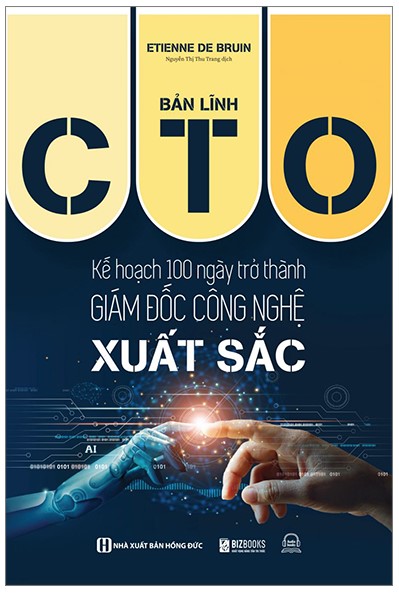 ETIENNE DE BRUIN
Nguyễn Thị Thu Trang dịch
BẢN LĨNH
CTO
Kế hoạch 100 ngày trở thành
GIÁM ĐỐC CÔNG NGHỆ
XUẤT SẮC
AI
NHÀ XUẤT BẢN HỒNG ĐỨC
BIZBOOKS